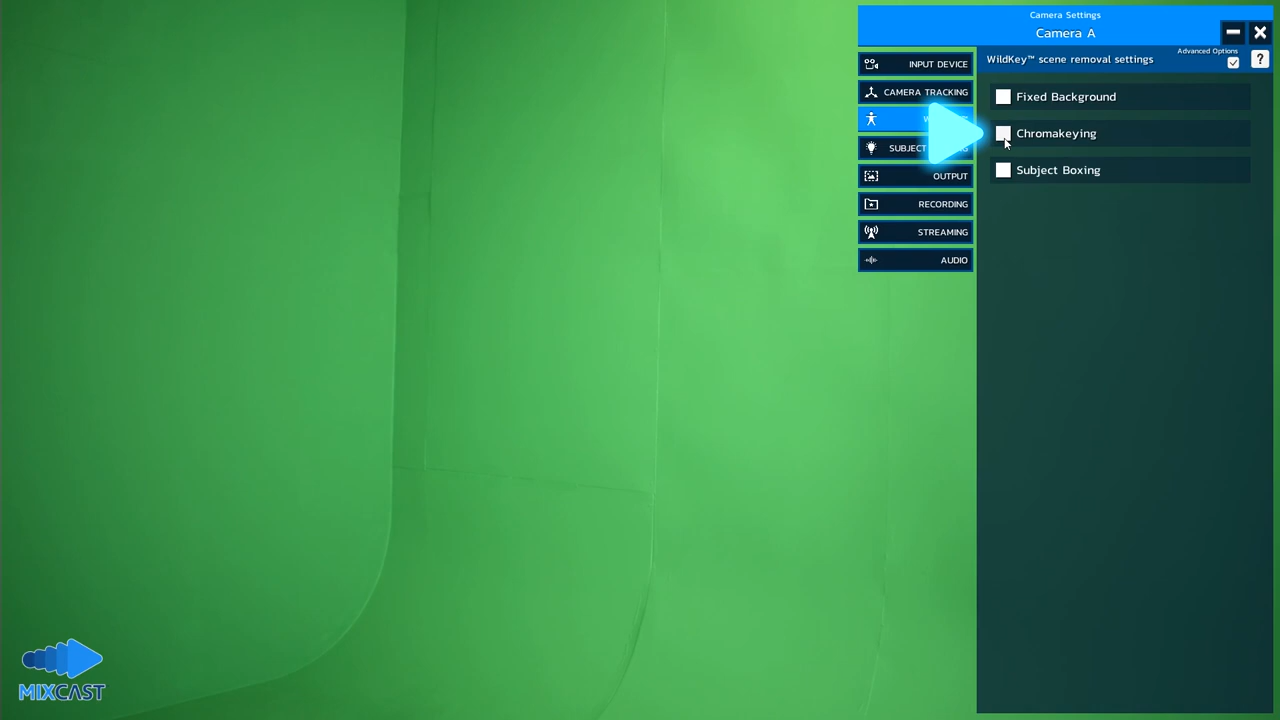 Camera Settings
Camera A
INPUT DEVICE
CAMERA TRACKING
SUBJECT
OUTPUT
RECORDING
STREAMING
AUDIO
WildKey™ scene removal settings
Advanced Options
?
Fixed Background
Chromakeying
Subject Boxing
MIXCAST